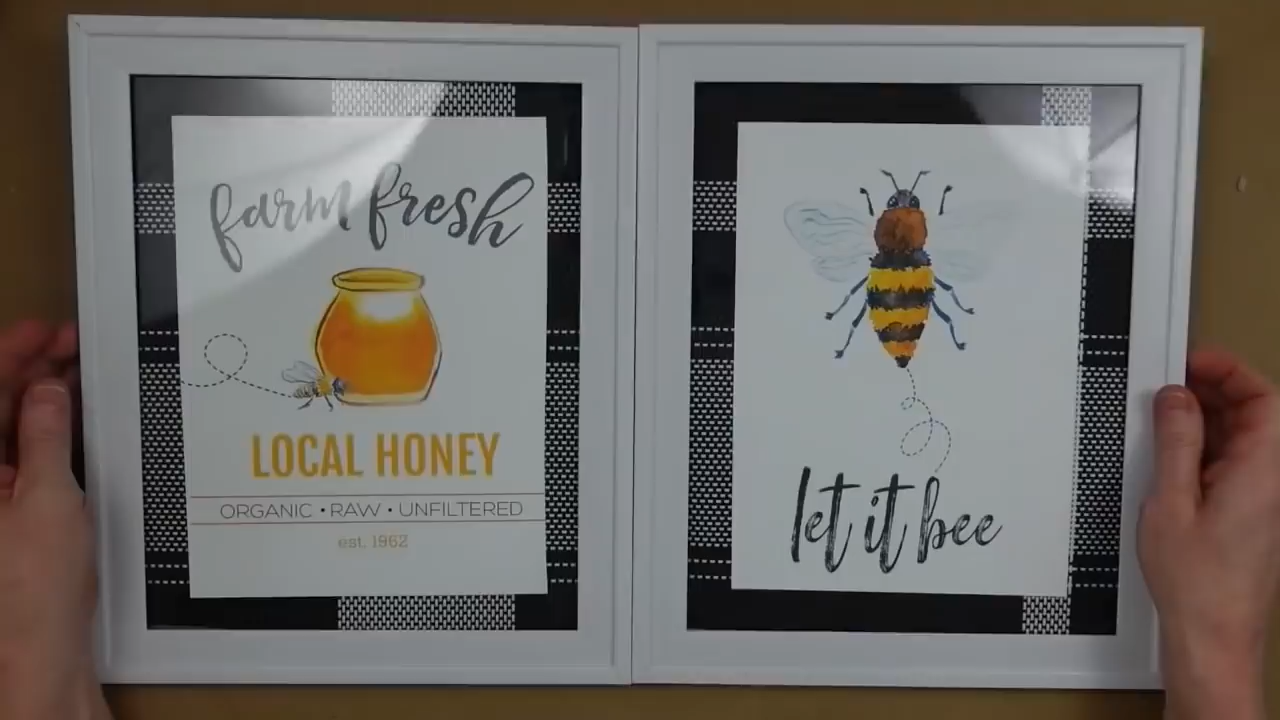 farm fresh
LOCAL HONEY
ORGANIC • RAW • UNFILTERED
est. 1962
let it bee